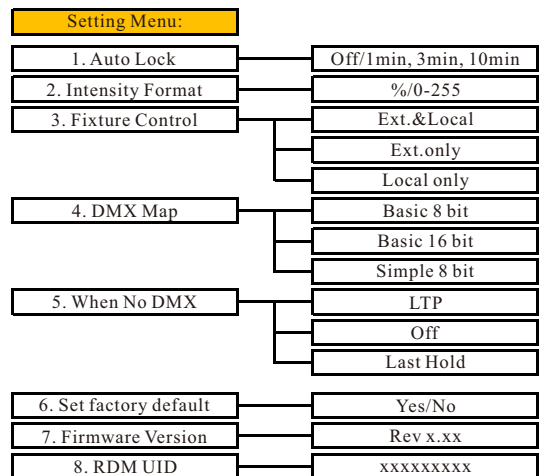 Setting Menu:
1. Auto Lock
Off/1min, 3min, 10min
2. Intensity Format
%/0-255
3. Fixture Control
Ext.&Local
Ext.only
Local only
4. DMX Map
Basic 8 bit
Basic 16 bit
Simple 8 bit
5. When No DMX
LTP
Off
Last Hold
6. Set factory default
Yes/No
7. Firmware Version
Rev x.xx
8. RDM UID
xxxxxxxxx